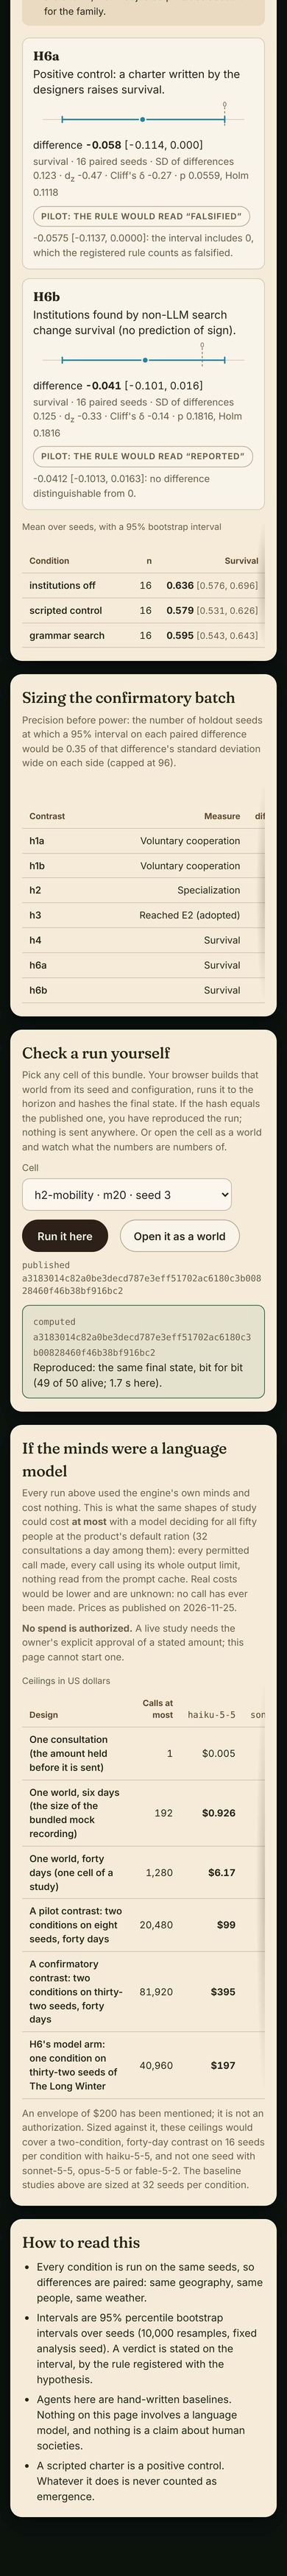 for the family.
H6a
Positive control: a charter written by the
designers raises survival.
difference -0.058 [-0.114, 0.000]
survival · 16 paired seeds · SD of differences
0.123 · dz -0.47 · Cliff's δ -0.27 · p 0.0559, Holm
0.1118
PILOT: THE RULE WOULD READ “FALSIFIED”
-0.0575 [-0.1137, 0.0000]: the interval includes 0,
which the registered rule counts as falsified.
H6b
Institutions found by non-LLM search
change survival (no prediction of sign).
difference -0.041 [-0.101, 0.016]
survival · 16 paired seeds · SD of differences
0.125 · dz -0.33 · Cliff's δ -0.14 · p 0.1816, Holm
0.1816
PILOT: THE RULE WOULD READ “REPORTED”
-0.0412 [-0.1013, 0.0163]: no difference
distinguishable from 0.
Mean over seeds, with a 95% bootstrap interval
Condition n Survival
institutions off 16 0.636 [0.576, 0.696]
scripted control 16 0.579 [0.531, 0.626]
grammar search 16 0.595 [0.543, 0.643]
Sizing the confirmatory batch
Precision before power: the number of holdout seeds
at which a 95% interval on each paired difference
would be 0.35 of that difference's standard deviation
wide on each side (capped at 96).
Contrast Measure dif
h1a Voluntary cooperation
h1b Voluntary cooperation
h2 Specialization
h3 Reached E2 (adopted)
h4 Survival
h6a Survival
h6b Survival
Check a run yourself
Pick any cell of this bundle. Your browser builds that
world from its seed and configuration, runs it to the
horizon and hashes the final state. If the hash equals
the published one, you have reproduced the run;
nothing is sent anywhere. Or open the cell as a world
and watch what the numbers are numbers of.
Cell
h2-mobility · m20 · seed 3
Run it here Open it as a world
published
a3183014c82a0be3decd787e3eff51702ac6180c3b008
28460f46b38bf916bc2
computed
a3183014c82a0be3decd787e3eff51702ac6180c3
b00828460f46b38bf916bc2
Reproduced: the same final state, bit for bit
(49 of 50 alive; 1.7 s here).
If the minds were a language
model
Every run above used the engine's own minds and
cost nothing. This is what the same shapes of study
could cost at most with a model deciding for all fifty
people at the product's default ration (32
consultations a day among them): every permitted
call made, every call using its whole output limit,
nothing read from the prompt cache. Real costs
would be lower and are unknown: no call has ever
been made. Prices as published on 2026-11-25.
No spend is authorized. A live study needs the
owner's explicit approval of a stated amount; this
page cannot start one.
Ceilings in US dollars
Design Calls at most haiku-5-5 son
One consultation
(the amount held
before it is sent) 1 $0.005
One world, six days
(the size of the
bundled mock
recording) 192 $0.926
One world, forty
days (one cell of a
study) 1,280 $6.17
A pilot contrast: two
conditions on eight
seeds, forty days 20,480 $99
A confirmatory
contrast: two
conditions on thirty-
two seeds, forty
days 81,920 $395
H6's model arm:
one condition on
thirty-two seeds of
The Long Winter 40,960 $197
An envelope of $200 has been mentioned; it is not an
authorization. Sized against it, these ceilings would
cover a two-condition, forty-day contrast on 16 seeds
per condition with haiku-5-5, and not one seed with
sonnet-5-5, opus-5-5 or fable-5-2. The baseline
studies above are sized at 32 seeds per condition.
How to read this
• Every condition is run on the same seeds, so
differences are paired: same geography, same
people, same weather.
• Intervals are 95% percentile bootstrap
intervals over seeds (10,000 resamples, fixed
analysis seed). A verdict is stated on the
interval, by the rule registered with the
hypothesis.
• Agents here are hand-written baselines.
Nothing on this page involves a language
model, and nothing is a claim about human
societies.
• A scripted charter is a positive control.
Whatever it does is never counted as
emergence.